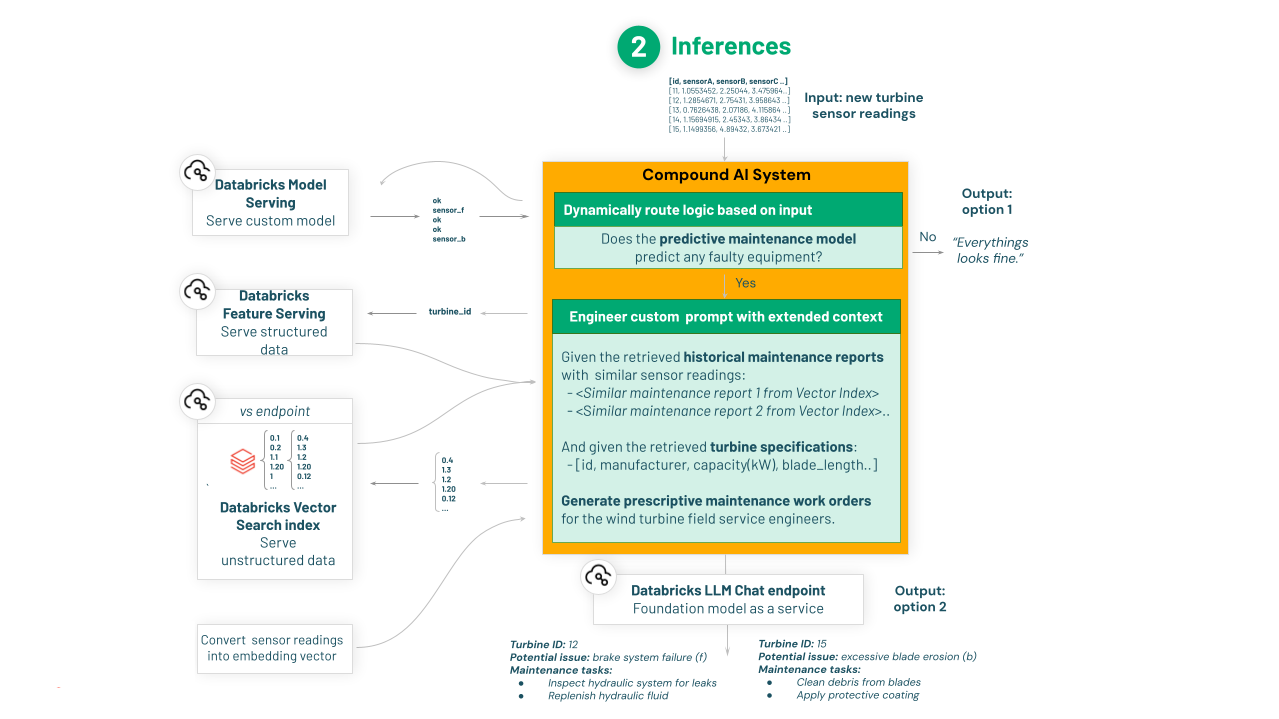 2 Inferences
[id, sensorA, sensorB, sensorC ..]
[11, 1.0553452, 2.25044, 3.475964..]
[12, 1.2854671, 2.75431, 3.958643 ..]
[13, 0.7626438, 2.07186, 4.115864 ..]
[14, 1.15694915, 2.45343, 3.86434 ..]
[15, 1.1499356, 4.89432, 3.673421 ..]
Input: new turbine
sensor readings
Databricks Model
Serving
Serve custom model
ok
sensor_f
ok
ok
sensor_b
Compound AI System
Dynamically route logic based on input
Does the predictive maintenance model
predict any faulty equipment?
No
Output:
option 1
“Everything
looks fine.”
Yes
Databricks
Feature Serving
Serve structured
data
turbine_id
Engineer custom prompt with extended context
Given the retrieved historical maintenance reports
with similar sensor readings:
- <Similar maintenance report 1 from Vector Index>
- <Similar maintenance report 2 from Vector Index>..
And given the retrieved turbine specifications:
- [id, manufacturer, capacity(kW), blade_length..]
Generate prescriptive maintenance work orders
for the wind turbine field service engineers.
vs endpoint
0.1 0.4
0.2 1.3
1.1 1.2
1.20 1.20
1 0.12
... ...
Databricks Vector
Search index
Serve
unstructured data
0.4
1.3
1.2
1.20
0.12
...
Convert sensor readings
into embedding vector
Databricks LLM Chat endpoint
Foundation model as a service
Output:
option 2
Turbine ID: 12
Potential issue: brake system failure (f)
Maintenance tasks:
● Inspect hydraulic system for leaks
● Replenish hydraulic fluid
Turbine ID: 15
Potential issue: excessive blade erosion (b)
Maintenance tasks:
● Clean debris from blades
● Apply protective coating